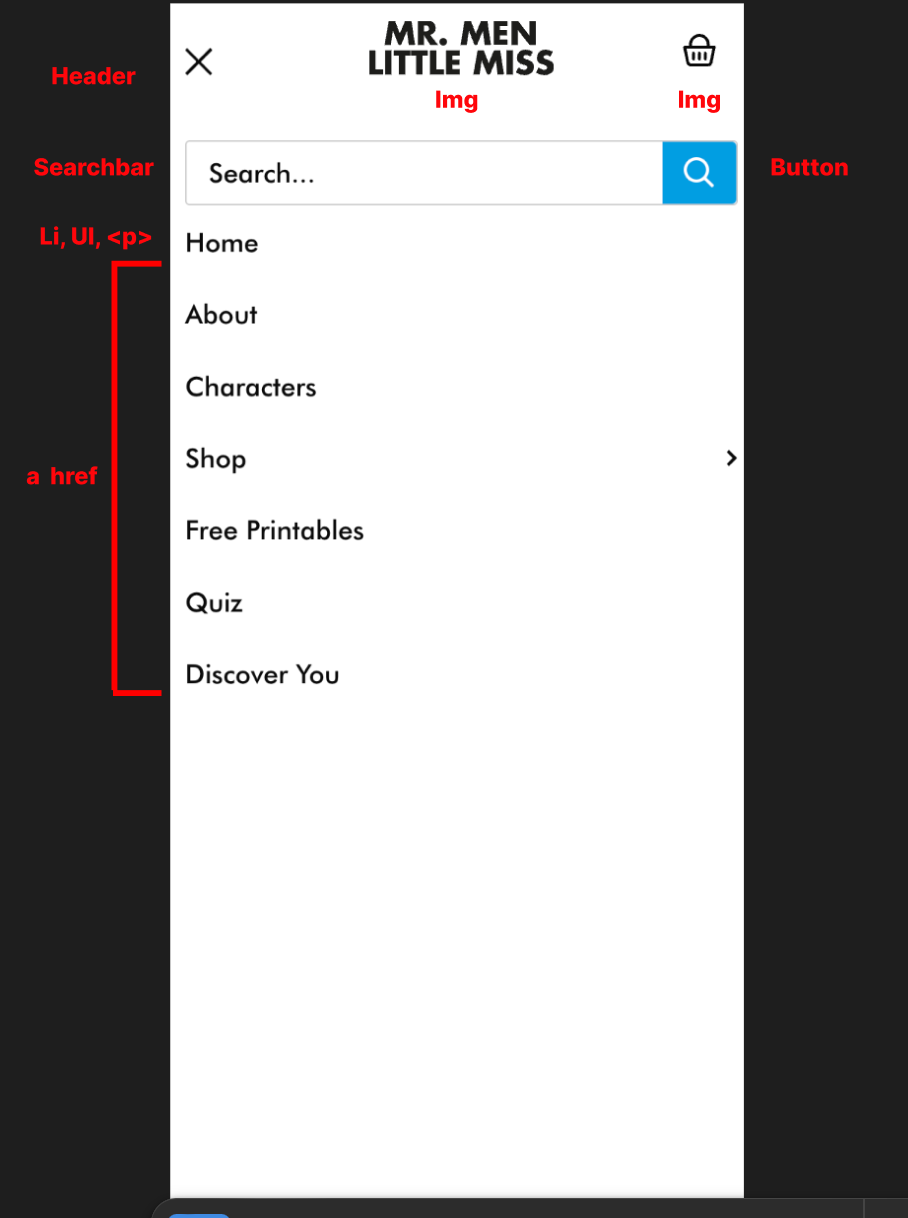 MR. MEN
LITTLE MISS
Header
Img
Img
Searchbar
Search...
Button
Li, Ul, <p>
Home
About
Characters
a href
Shop
Free Printables
Quiz
Discover You